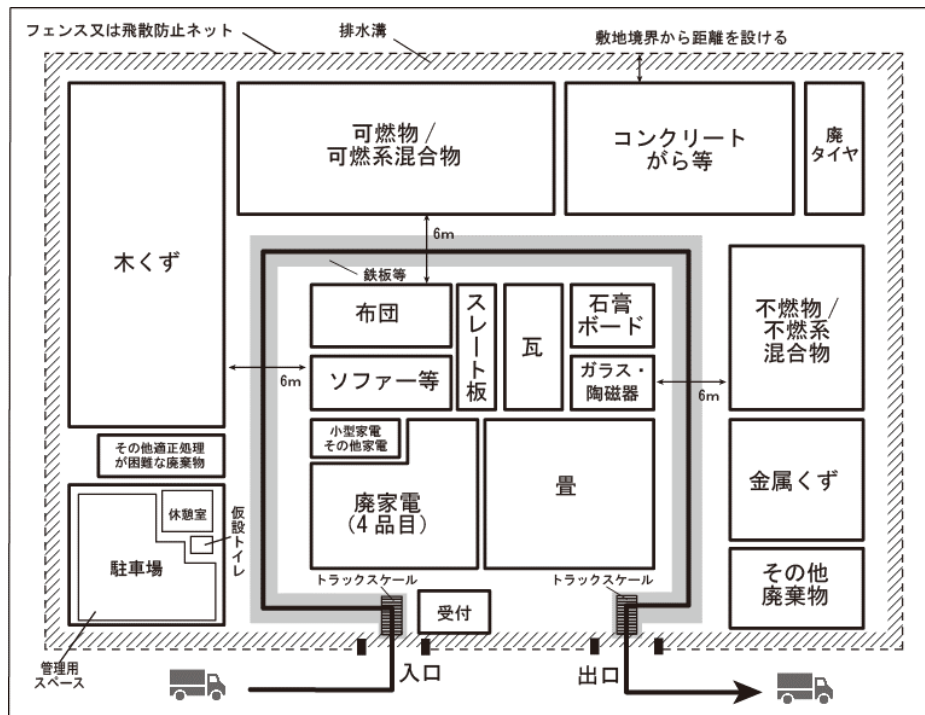 フェンス又は飛散防止ネット
排水溝
敷地境界から距離を設ける
可燃物 /
可燃系混合物
コンクリート
がら等
廃
タイヤ
木くず
6m
鉄板等
布団
スレート板
瓦
石膏
ボード
不燃物 /
不燃系
混合物
ソファー等
ガラス・
陶磁器
6m
6m
小型家電
その他家電
その他適正処理
が困難な廃棄物
廃家電
(4 品目)
畳
金属くず
休憩室
仮設トイレ
駐車場
トラックスケール
トラックスケール
受付
その他
廃棄物
管理用
スペース
入口
出口